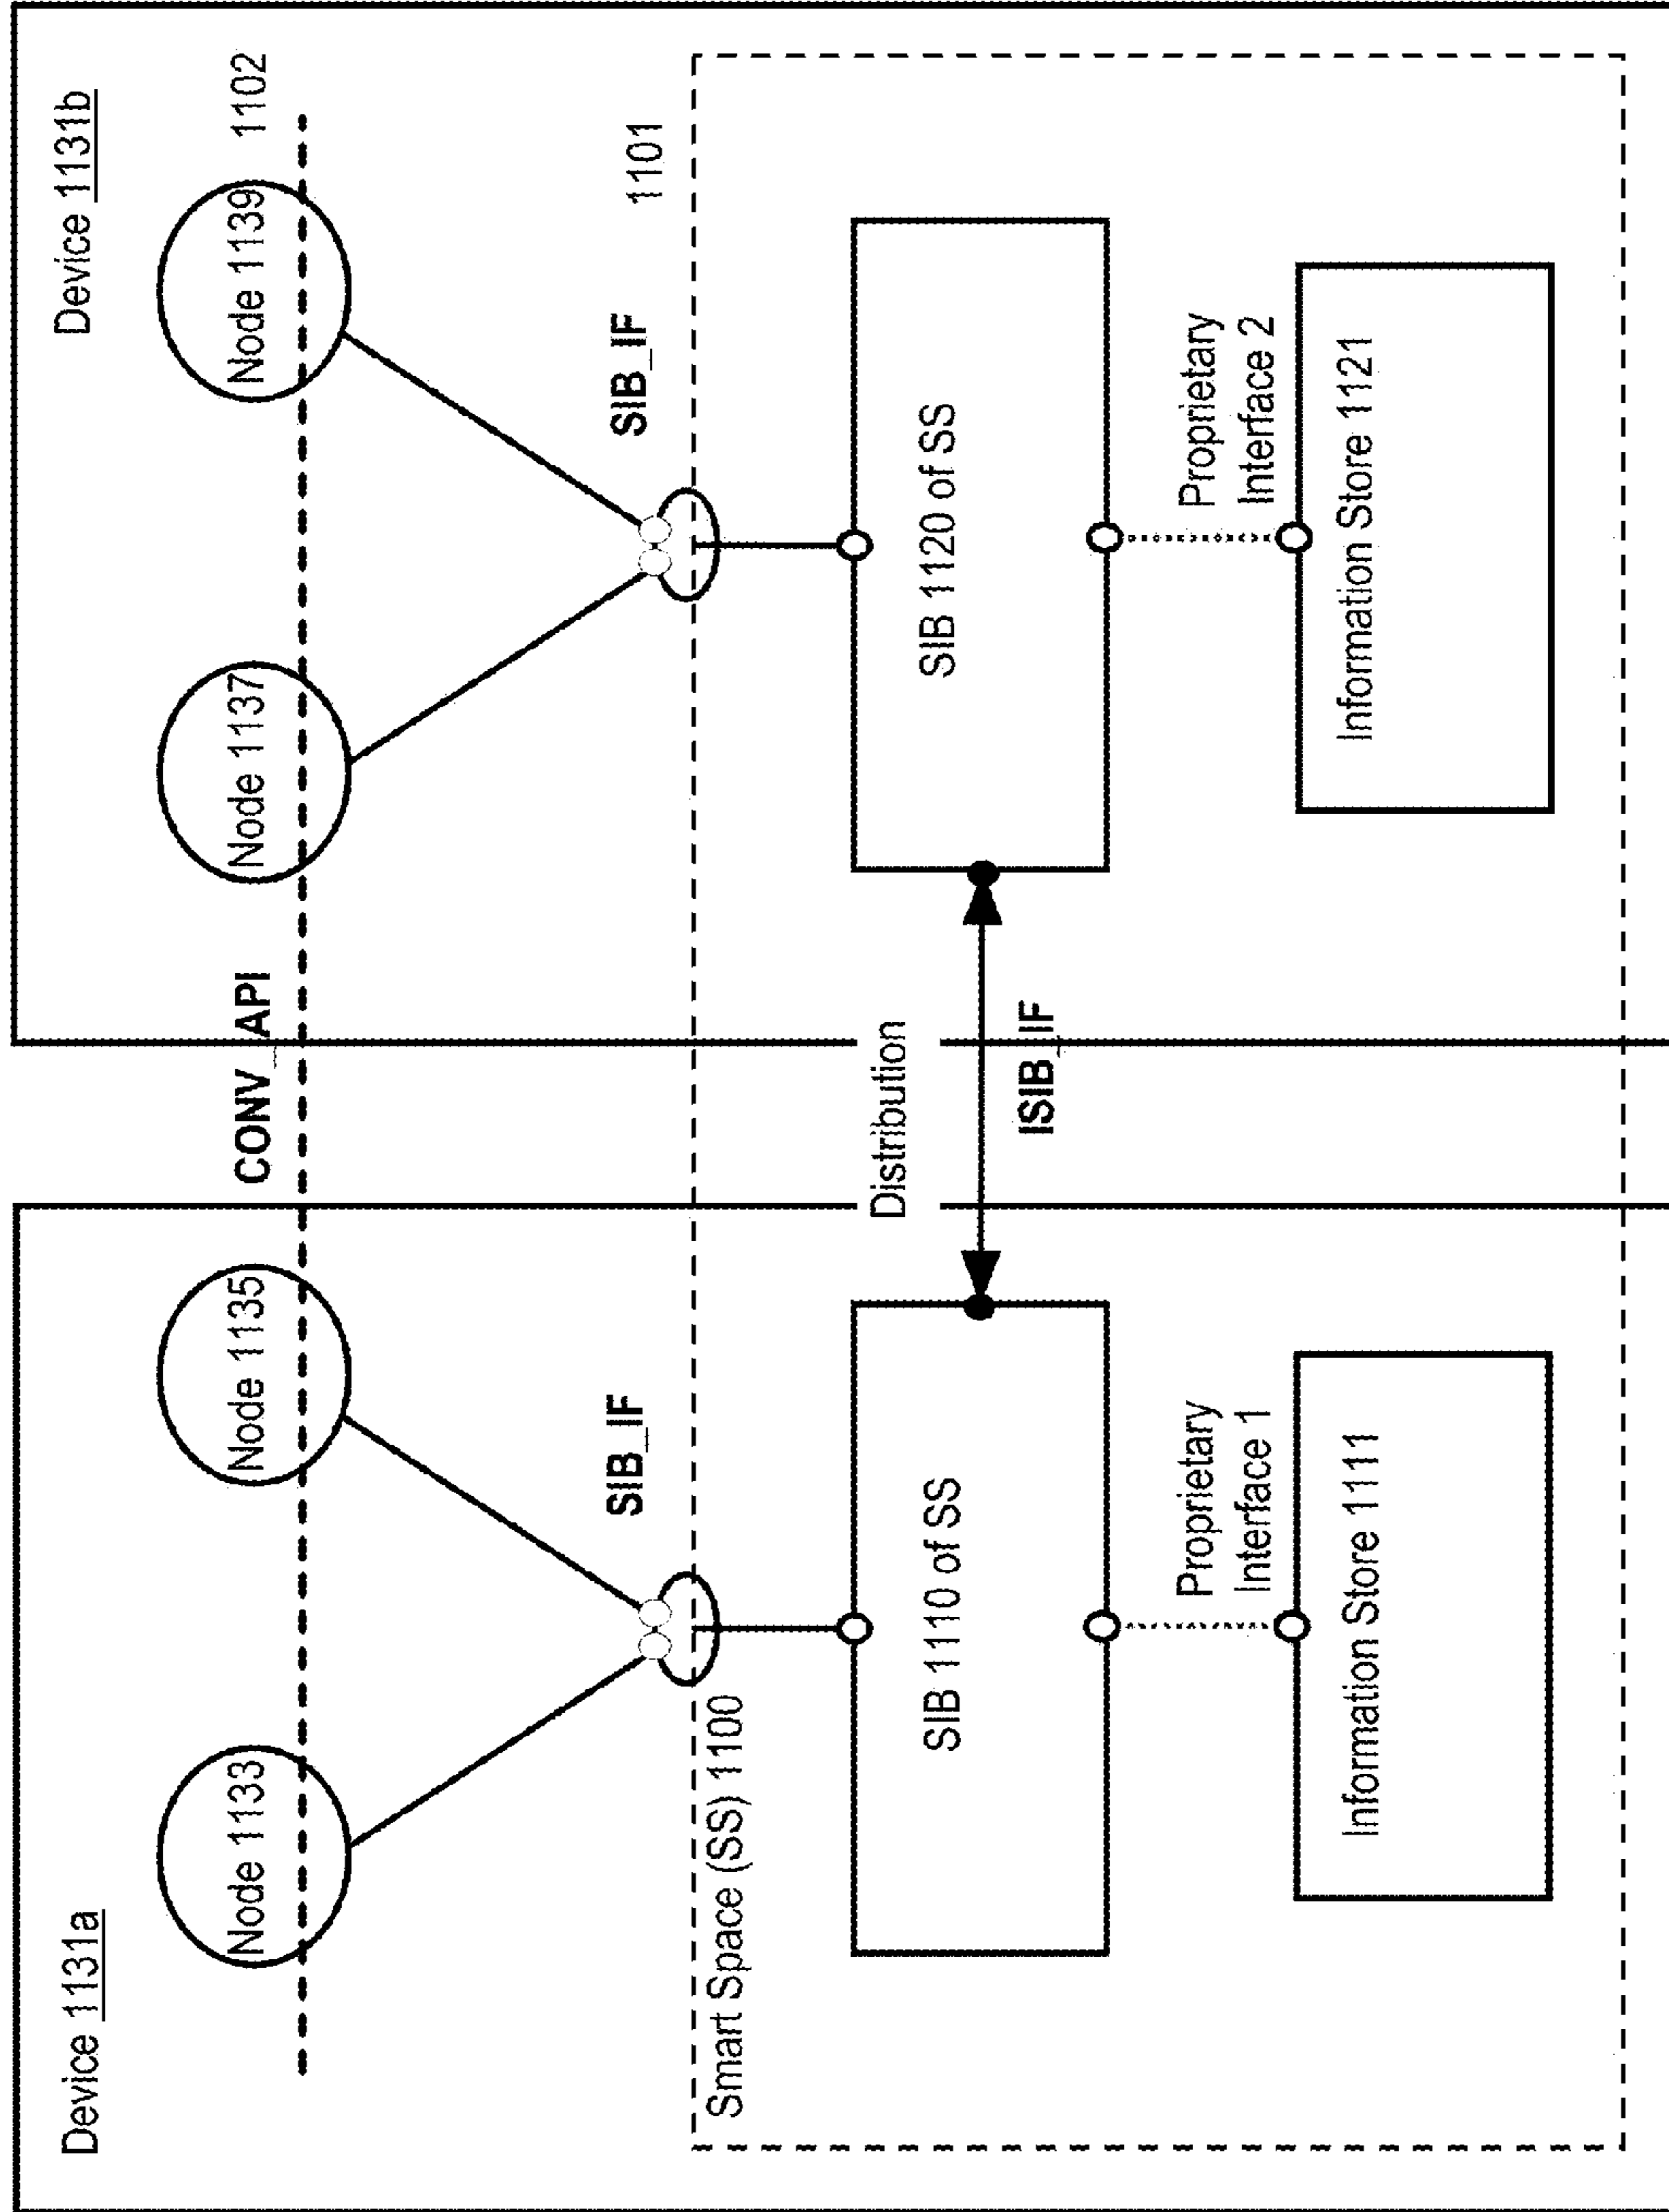 Device 1131a
Device 1131b
Node 1133
Node 1135
CONV_API
Node 1137
Node 1139
1102
SIB_IF
SIB_IF
1101
Smart Space (SS) 1100
Distribution
SIB 1110 of SS
SIB 1120 of SS
ISIB_IF
Proprietary
Interface 1
Proprietary
Interface 2
Information Store 1111
Information Store 1121